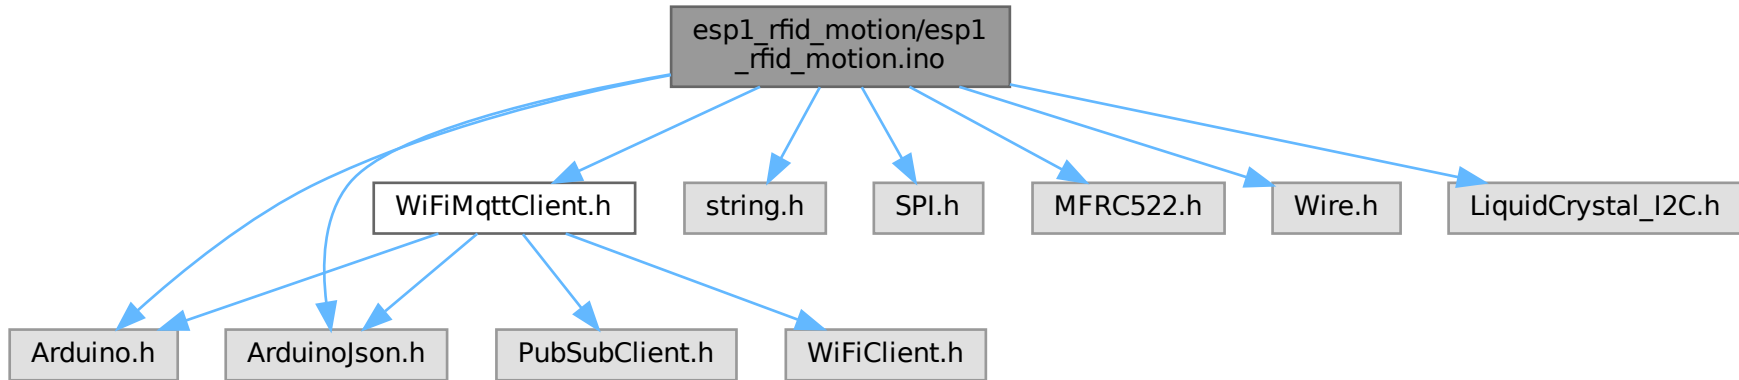 esp1_rfid_motion/esp1
_rfid_motion.ino
WiFiMqttClient.h
string.h
SPI.h
MFRC522.h
Wire.h
LiquidCrystal_I2C.h
Arduino.h
ArduinoJson.h
PubSubClient.h
WiFiClient.h